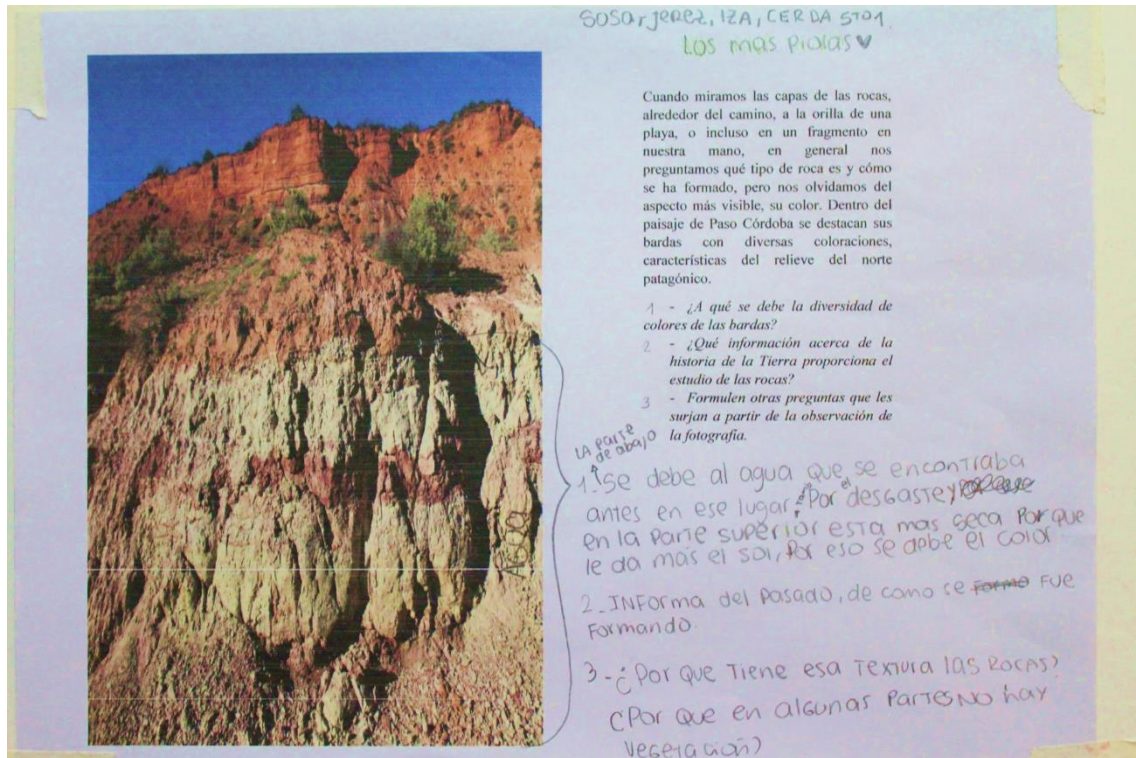 SOSA, JEREZ, IZA, CERDA 5TO1
LOS mas PIOLAS
Cuando miramos las capas de las rocas,
alrededor del camino, a la orilla de una
playa, o incluso en un fragmento en
nuestra mano, en general nos
preguntamos qué tipo de roca es y cómo
se ha formado, pero nos olvidamos del
aspecto más visible, su color. Dentro del
paisaje de Paso Córdoba se destacan sus
bardas con diversas coloraciones,
características del relieve del norte
patagónico.
1 - ¿A qué se debe la diversidad de
colores de las bardas?
2 - ¿Qué información acerca de la
historia de la Tierra proporciona el
estudio de las rocas?
3 - Formulen otras preguntas que les
surjan a partir de la observación de
la fotografía.
LA parte
de abajo
1. Se debe al agua que se encontraba
antes en ese lugar, Por el desgaste y
en la parte superior esta mas seca Por que
le da mas el sol, Por eso se debe el color
2. INForma del Pasado, de como se Formo FUE
Formando.
3- ¿Por que Tiene esa Textura las Rocas?
¿Por que en algunas Partes NO hay
Vegetación?
AGUA